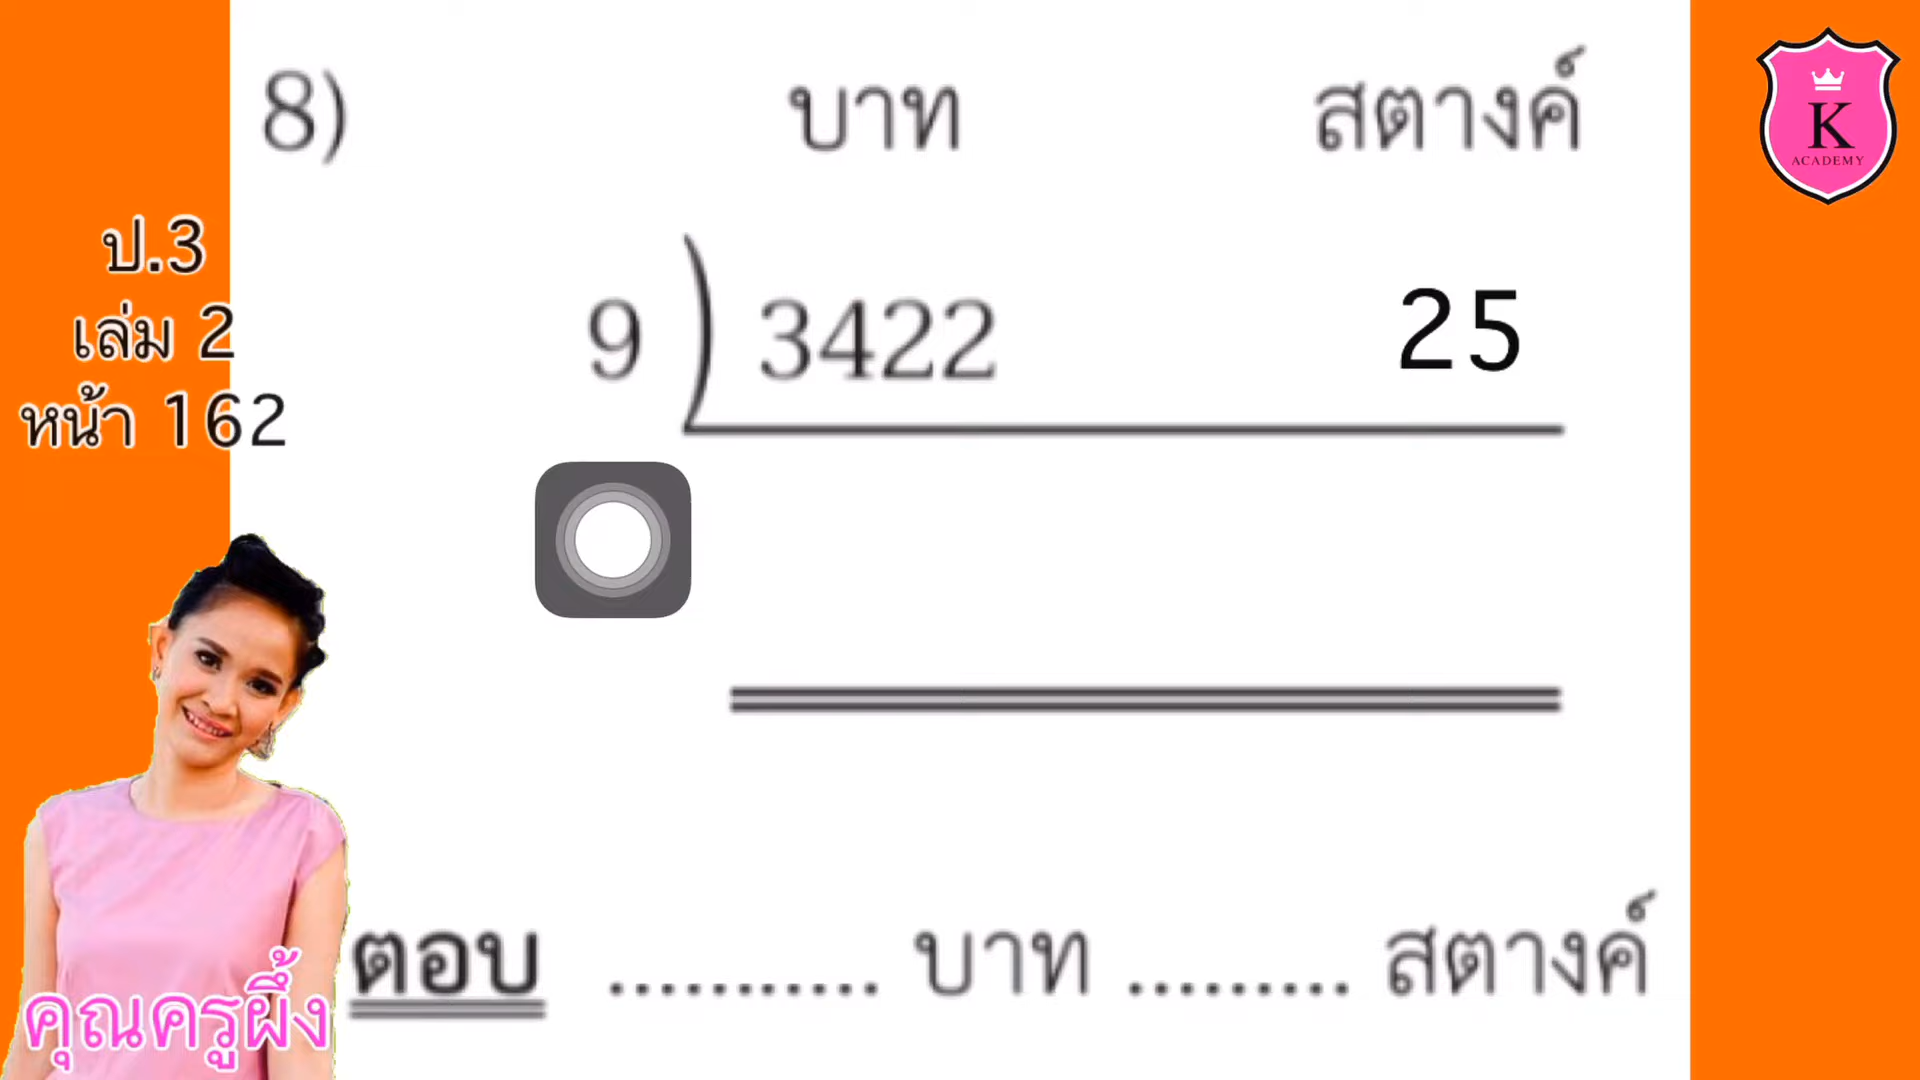 8) บาท สตางค์
K
ACADEMY
ป.3
เล่ม 2
หน้า 162
9 3422 25
ตอบ ........... บาท ......... สตางค์
คุณครูผึ้ง